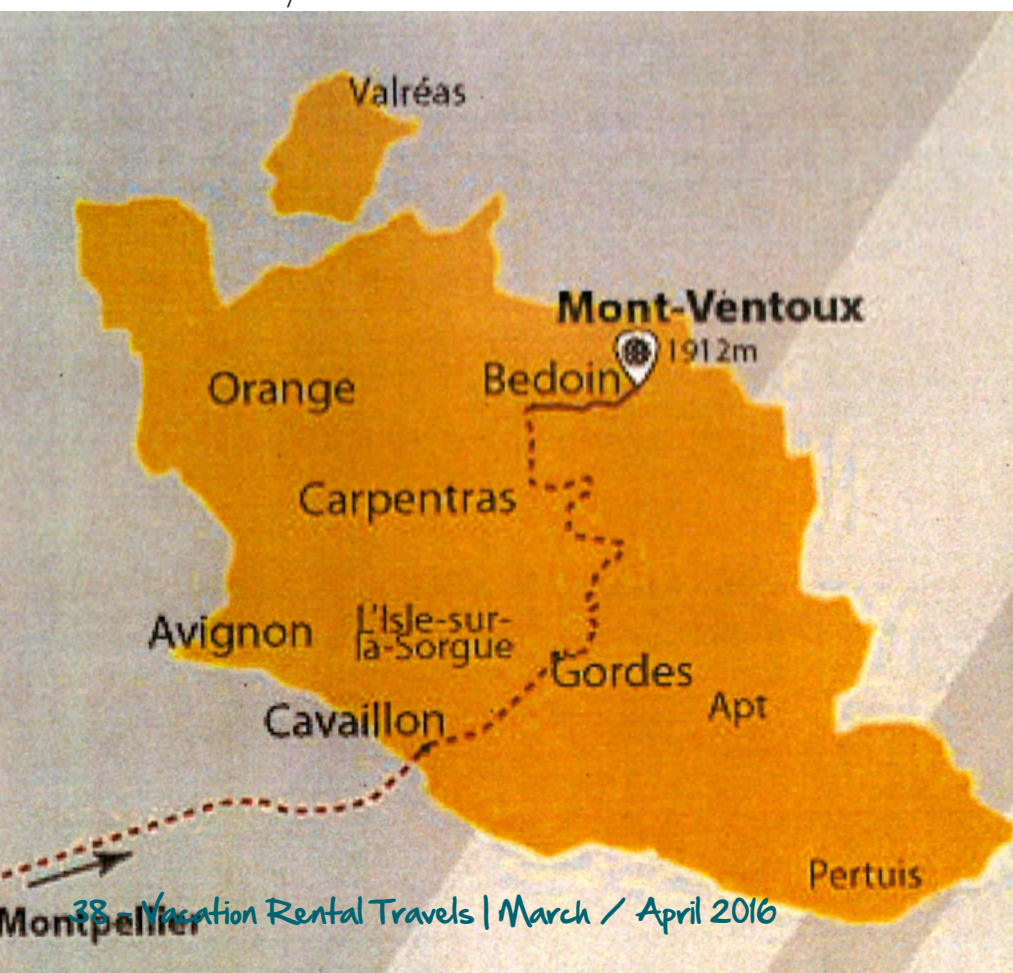 Valréas
Mont-Ventoux
1912m
Bedoin
Orange
Carpentras
Avignon
L'Isle-sur-
la-Sorgue
Gordes
Apt
Cavaillon
Pertuis
Montpellier
38 - Vacation Rental Travels | March / April 2016